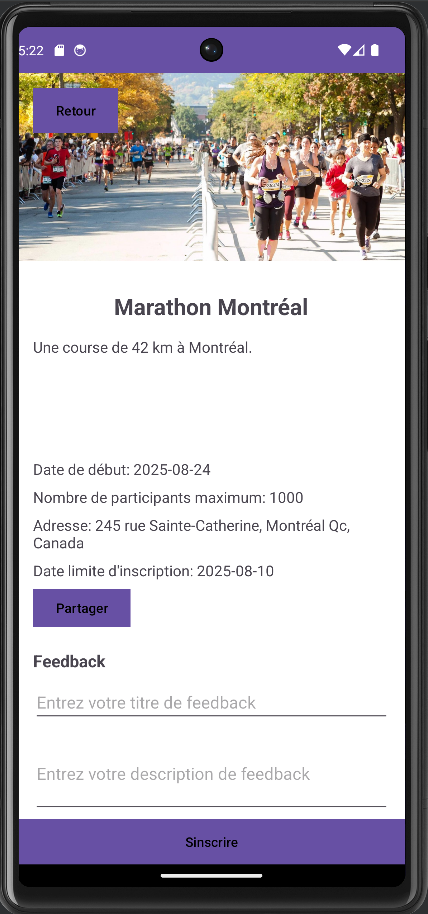 5:22
Retour
Marathon Montréal
Une course de 42 km à Montréal.
Date de début: 2025-08-24
Nombre de participants maximum: 1000
Adresse: 245 rue Sainte-Catherine, Montréal Qc,
Canada
Date limite d'inscription: 2025-08-10
Partager
Feedback
Entrez votre titre de feedback
Entrez votre description de feedback
Sinscrire